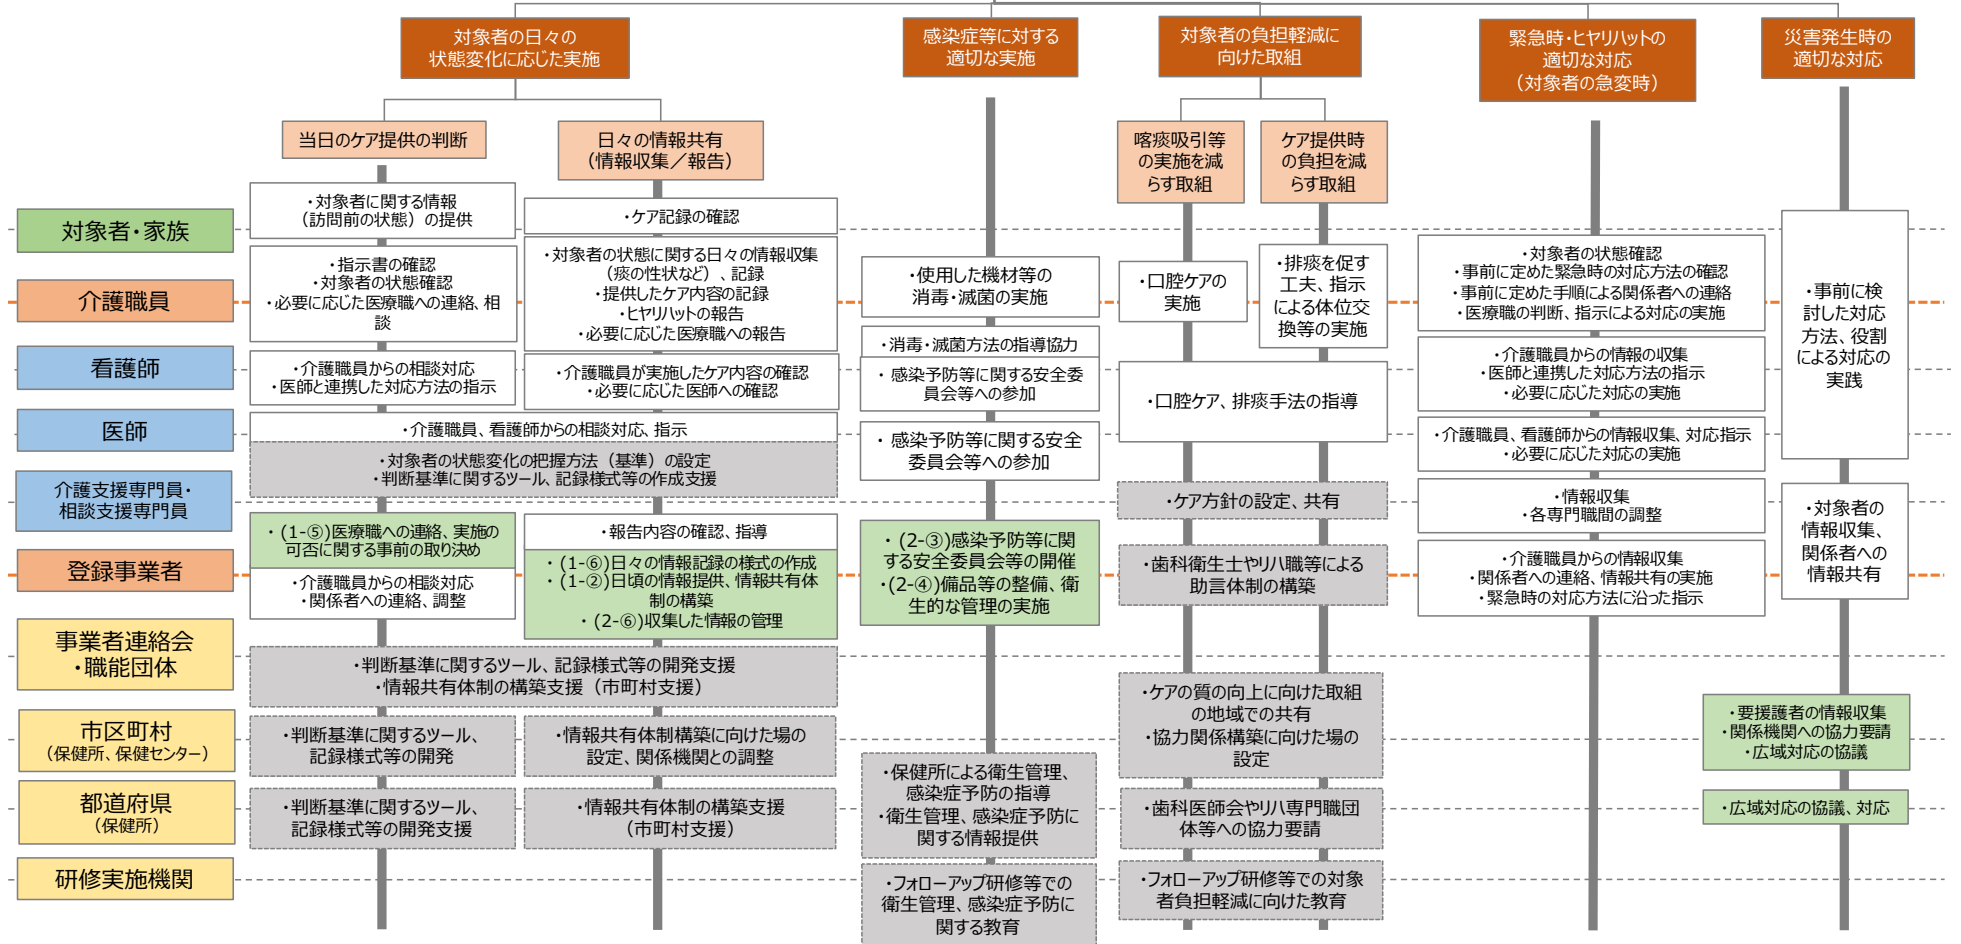 対象者の日々の
状態変化に応じた実施
感染症等に対する
適切な実施
対象者の負担軽減に
向けた取組
緊急時・ヒヤリハットの
適切な対応
（対象者の急変時）
災害発生時の
適切な対応
当日のケア提供の判断
日々の情報共有
（情報収集／報告）
喀痰吸引等
の実施を減
らす取組
ケア提供時
の負担を減
らす取組
対象者・家族
・対象者に関する情報
（訪問前の状態）の提供
・ケア記録の確認
介護職員
・指示書の確認
・対象者の状態確認
・必要に応じた医療職への連絡、相
談
・対象者の状態に関する日々の情報収集
（痰の性状など）、記録
・提供したケア内容の記録
・ヒヤリハットの報告
・必要に応じた医療職への報告
・使用した機材等の
消毒・滅菌の実施
・口腔ケアの
実施
・排痰を促す
工夫、指示
による体位交
換等の実施
・対象者の状態確認
・事前に定めた緊急時の対応方法の確認
・事前に定めた手順による関係者への連絡
・医療職の判断、指示による対応の実施
・事前に検
討した対応
方法、役割
による対応の
実践
看護師
・介護職員からの相談対応
・医師と連携した対応方法の指示
・介護職員が実施したケア内容の確認
・必要に応じた医師への確認
・消毒・滅菌方法の指導協力
・感染予防等に関する安全委
員会等への参加
・口腔ケア、排痰手法の指導
・介護職員からの情報の収集
・医師と連携した対応方法の指示
・必要に応じた対応の実施
医師
・介護職員、看護師からの相談対応、指示
・対象者の状態変化の把握方法（基準）の設定
・判断基準に関するツール、記録様式等の作成支援
・感染予防等に関する安全
委員会等への参加
・介護職員、看護師からの情報収集、対応指示
・必要に応じた対応の実施
介護支援専門員・
相談支援専門員
・ケア方針の設定、共有
・情報収集
・各専門職間の調整
・対象者の
情報収集、
関係者への
情報共有
登録事業者
・(1-⑤)医療職への連絡、実施の
可否に関する事前の取り決め
・介護職員からの相談対応
・関係者への連絡、調整
・報告内容の確認、指導
・(1-⑥)日々の情報記録の様式の作成
・(1-②)日頃の情報提供、情報共有体
制の構築
・(2-⑥)収集した情報の管理
・(2-③)感染予防等に関
する安全委員会等の開催
・(2-④)備品等の整備、衛
生的な管理の実施
・歯科衛生士やリハ職等による
助言体制の構築
・介護職員からの情報収集
・関係者への連絡、情報共有の実施
・緊急時の対応方法に沿った指示
事業者連絡会
・職能団体
・判断基準に関するツール、記録様式等の開発支援
・情報共有体制の構築支援（市町村支援）
・ケアの質の向上に向けた取組
の地域での共有
・協力関係構築に向けた場の
設定
市区町村
（保健所、保健センター）
・判断基準に関するツール、
記録様式等の開発
・情報共有体制構築に向けた場の
設定、関係機関との調整
・要援護者の情報収集
・関係機関への協力要請
・広域対応の協議
都道府県
（保健所）
・判断基準に関するツール、
記録様式等の開発支援
・情報共有体制の構築支援
（市町村支援）
・保健所による衛生管理、
感染症予防の指導
・衛生管理、感染症予防に
関する情報提供
・歯科医師会やリハ専門職団
体等への協力要請
・広域対応の協議、対応
研修実施機関
・フォローアップ研修等での
衛生管理、感染症予防に
関する教育
・フォローアップ研修等での対象
者負担軽減に向けた教育